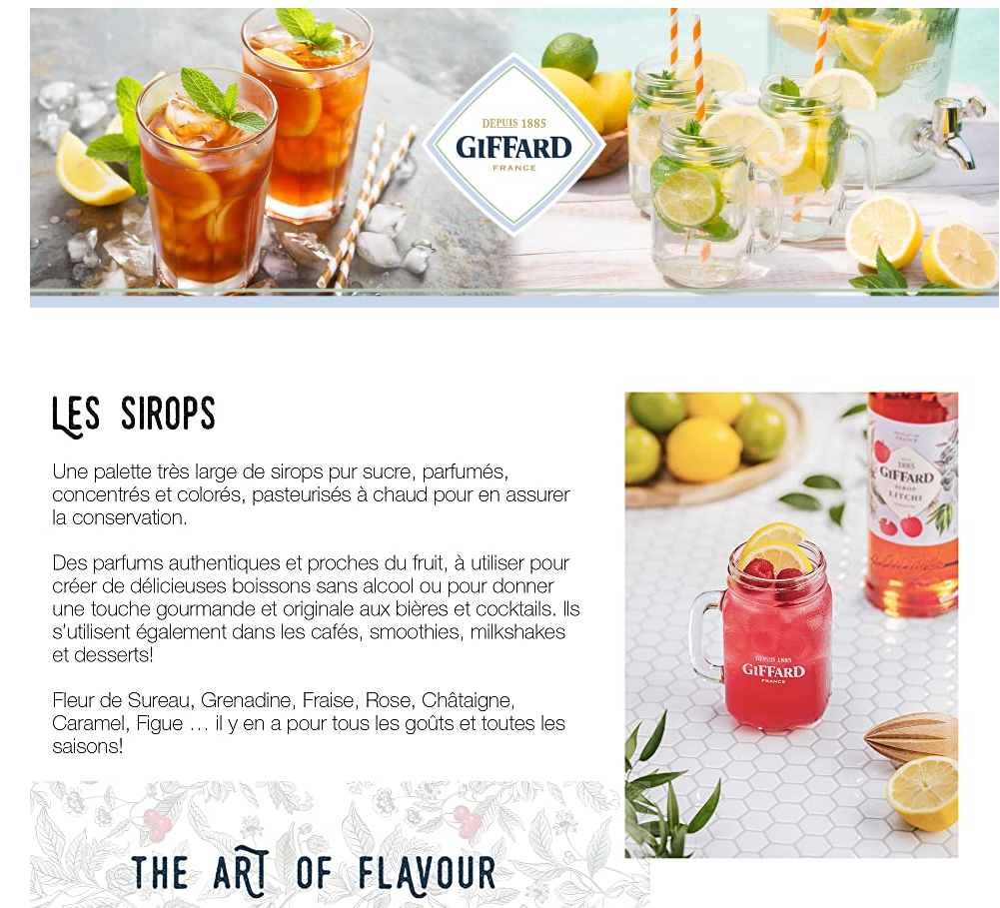 DEPUIS 1885
GIFFARD
FRANCE
LES SIROPS
Une palette très large de sirops pur sucre, parfumés,
concentrés et colorés, pasteurisés à chaud pour en assurer
la conservation.
Des parfums authentiques et proches du fruit, à utiliser pour
créer de délicieuses boissons sans alcool ou pour donner
une touche gourmande et originale aux bières et cocktails. Ils
s'utilisent également dans les cafés, smoothies, milkshakes
et desserts!
Fleur de Sureau, Grenadine, Fraise, Rose, Châtaigne,
Caramel, Figue … il y en a pour tous les goûts et toutes les
saisons!
FRANCE
1885
GIFFARD
SIROP
LITCHI
DEPUIS 1885
GIFFARD
FRANCE
THE ART OF FLAVOUR